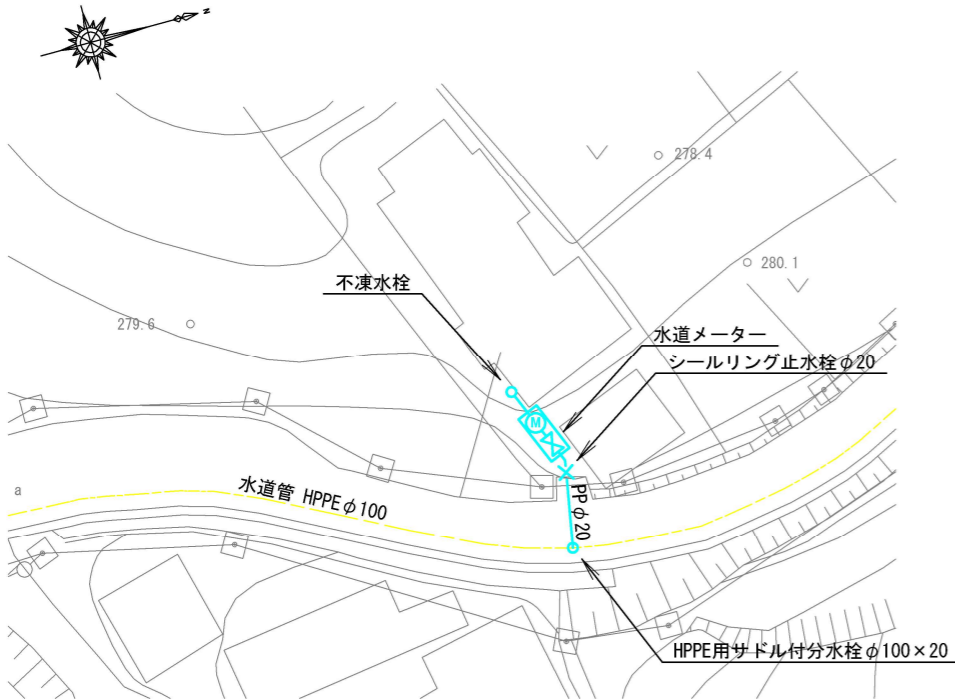 N
278.4
280.1
不凍水栓
279.6
水道メーター
シールリング止水栓φ20
M
a
水道管 HPPEφ100
PPφ20
HPPE用サドル付分水栓φ100×20